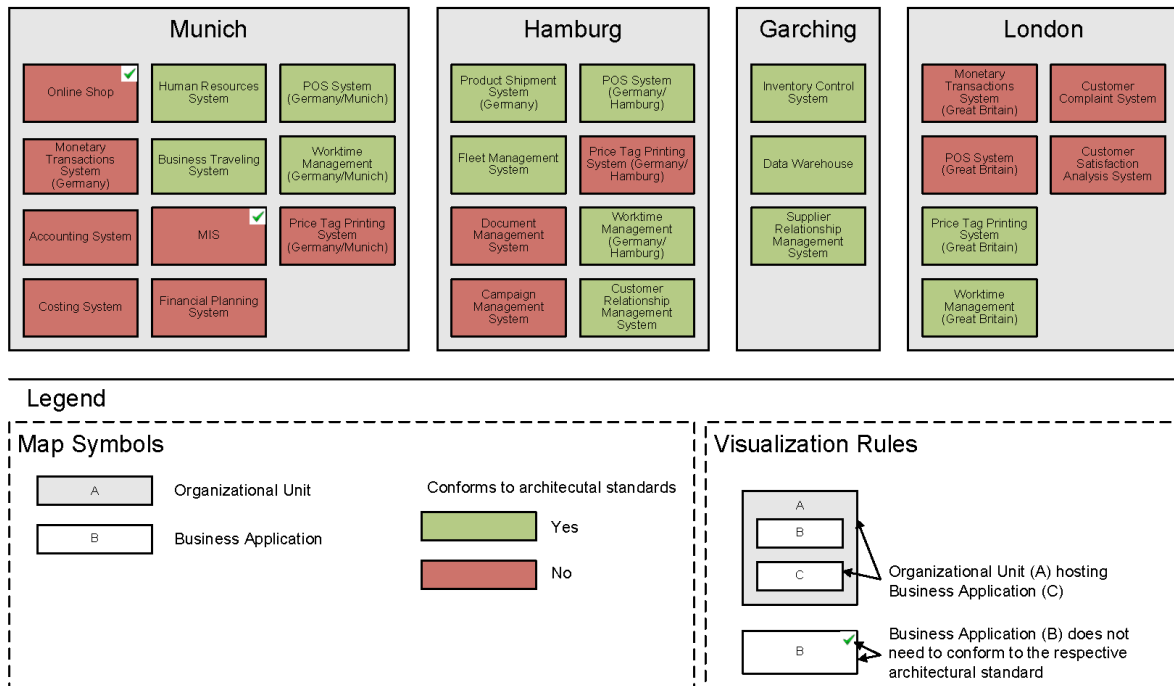 Munich
Online Shop
Human Resources
System
POS System
(Germany/Munich)
Monetary
Transactions
System
(Germany)
Business Traveling
System
Worktime
Management
(Germany/Munich)
Accounting System
MIS
Price Tag Printing
System
(Germany/Munich)
Costing System
Financial Planning
System
Hamburg
Product Shipment
System
(Germany)
POS System
(Germany/
Hamburg)
Fleet Management
System
Price Tag Printing
System (Germany/
Hamburg)
Document
Management
System
Worktime
Management
(Germany/
Hamburg)
Campaign
Management
System
Customer
Relationship
Management
System
Garching
Inventory Control
System
Data Warehouse
Supplier
Relationship
Management
System
London
Monetary
Transactions
System
(Great Britain)
Customer
Complaint System
POS System
(Great Britain)
Customer
Satisfaction
Analysis System
Price Tag Printing
System
(Great Britain)
Worktime
Management
(Great Britain)
Legend
Map Symbols
A
Organizational Unit
B
Business Application
Conforms to architecutal standards
Yes
No
Visualization Rules
A
B
C
Organizational Unit (A) hosting
Business Application (C)
B
Business Application (B) does not
need to conform to the respective
architectural standard